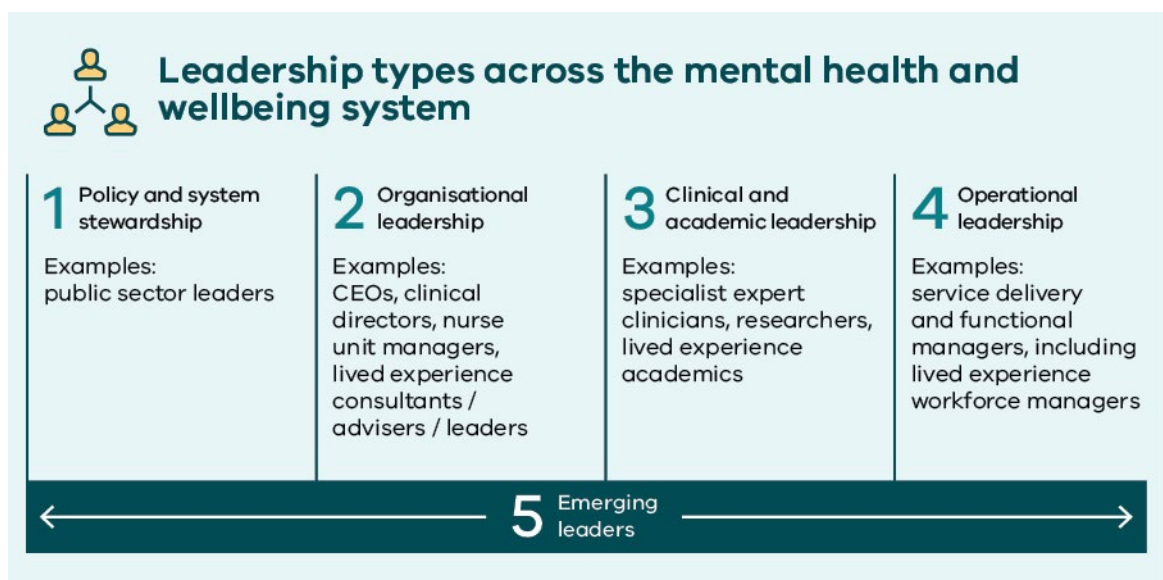 Leadership types across the mental health and
wellbeing system
1 Policy and system
stewardship
Examples:
public sector leaders
2 Organisational
leadership
Examples:
CEOs, clinical
directors, nurse
unit managers,
lived experience
consultants /
advisers / leaders
3 Clinical and
academic leadership
Examples:
specialist expert
clinicians, researchers,
lived experience
academics
4 Operational
leadership
Examples:
service delivery
and functional
managers, including
lived experience
workforce managers
5 Emerging
leaders